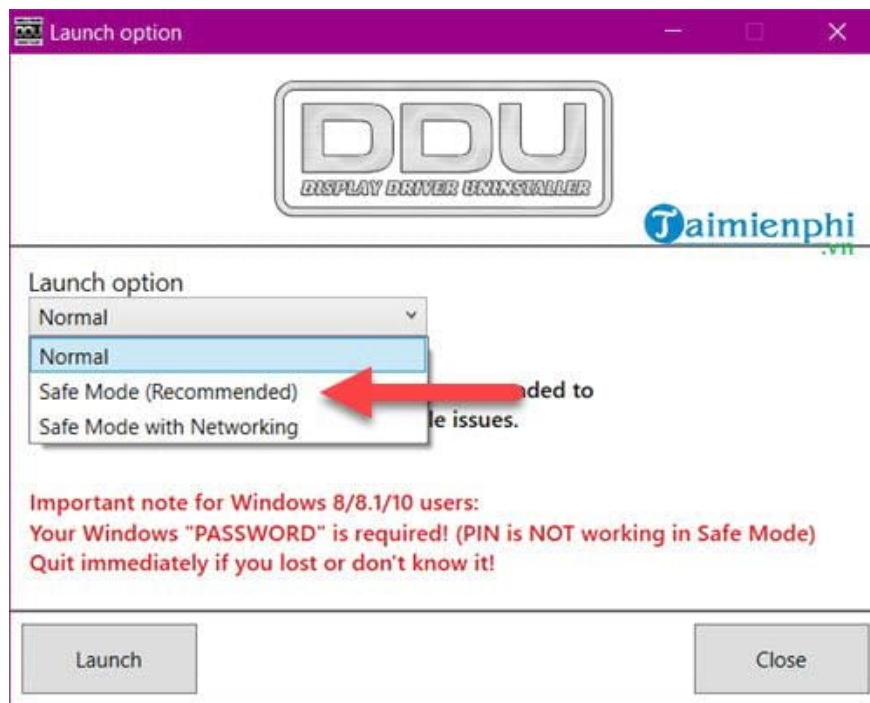 Launch option
DDU
DISPLAY DRIVER UNINSTALLER
Taimienphi
.vn
Launch option
Normal
Normal
Safe Mode (Recommended)
Safe Mode with Networking
to
issues.
Important note for Windows 8/8.1/10 users:
Your Windows "PASSWORD" is required! (PIN is NOT working in Safe Mode)
Quit immediately if you lost or don't know it!
Launch
Close